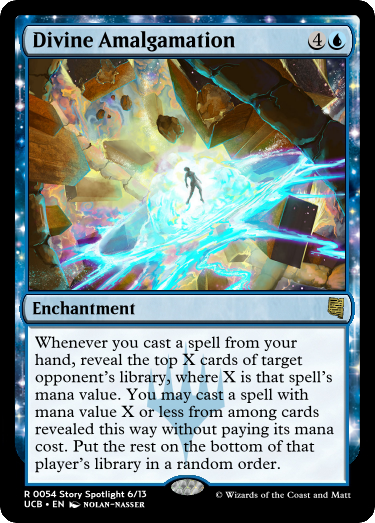 Divine Amalgamation
4
Enchantment
Whenever you cast a spell from your
hand, reveal the top X cards of target
opponent's library, where X is that spell's
mana value. You may cast a spell with
mana value X or less from among cards
revealed this way without paying its mana
cost. Put the rest on the bottom of that
player's library in a random order.
R 0054 Story Spotlight 6/13
UCB • EN NOLAN-NASSER
© Wizards of the Coast and Matt